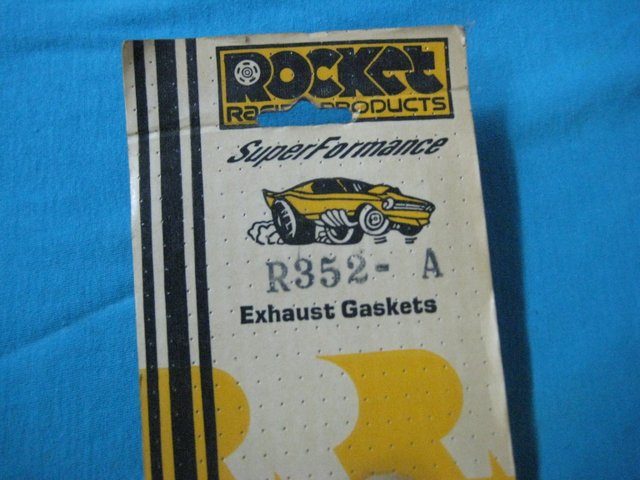 ROCKET
RACING PRODUCTS
SuperFormance
R352- A
Exhaust Gaskets
R
R